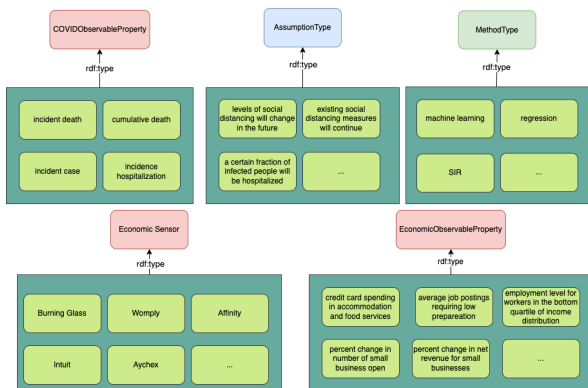 COVIDObservableProperty
AssumptionType
MethodType
rdf:type
rdf:type
rdf:type
incident death
cumulative death
incident case
incidence
hospitalization
levels of social
distancing will change
in the future
existing social
distancing measures
will continue
a certain fraction of
infected people will
be hospitalized
...
machine learning
regression
SIR
...
Economic Sensor
EconomicObservableProperty
rdf:type
rdf:type
Burning Glass
Womply
Affinity
Intuit
Aychex
...
credit card spending
in accommodation
and food services
average job postings
requiring low
prepareation
employment level for
workers in the bottom
quartile of income
distribution
percent change in
number of small
business open
percent change in net
revenue for small
businesses
...